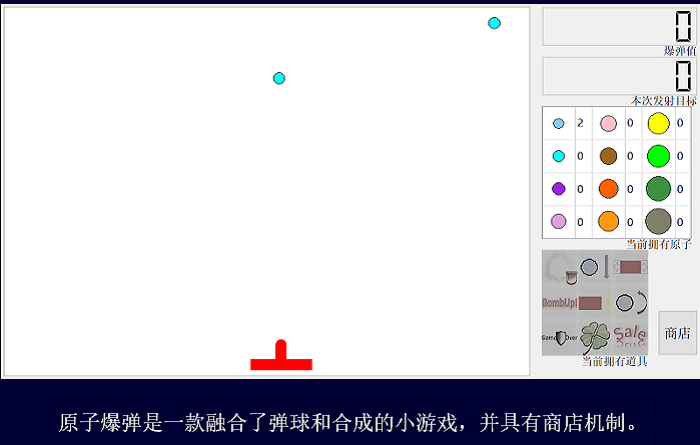 0
爆弹值
0
本次发射目标
2 0 0
0 0 0
0 0 0
0 0 0
当前拥有原子
BombUp!
Game Over
Sale
商店
当前拥有道具
原子爆弹是一款融合了弹球和合成的小游戏，并具有商店机制。